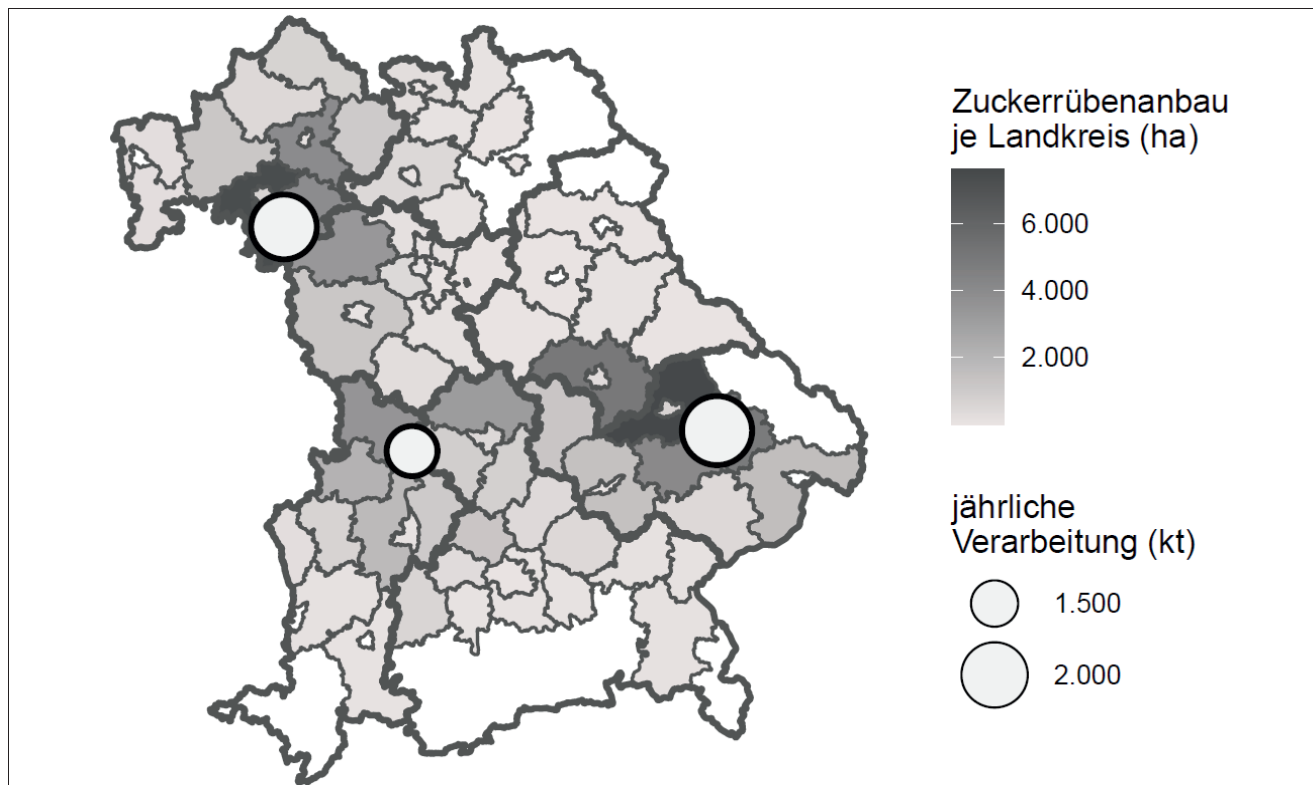 Zuckerrübenanbau
je Landkreis (ha)
6.000
4.000
2.000
jährliche
Verarbeitung (kt)
1.500
2.000